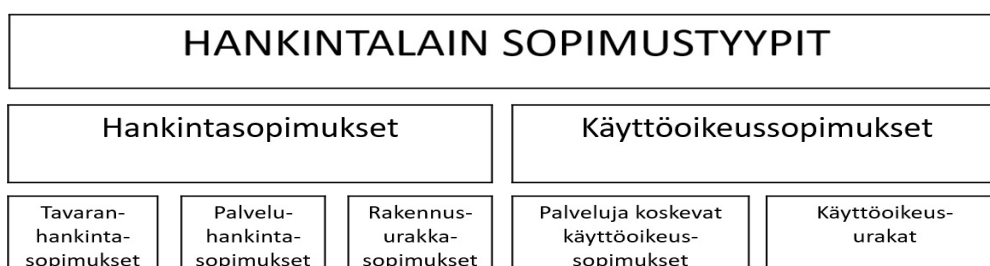 HANKINTALAIN SOPIMUSTYYPIT
Hankintasopimukset
Käyttöoikeussopimukset
Tavaran-
hankinta-
sopimukset
Palvelu-
hankinta-
sopimukset
Rakennus-
urakka-
sopimukset
Palveluja koskevat
käyttöoikeus-
sopimukset
Käyttöoikeus-
urakat